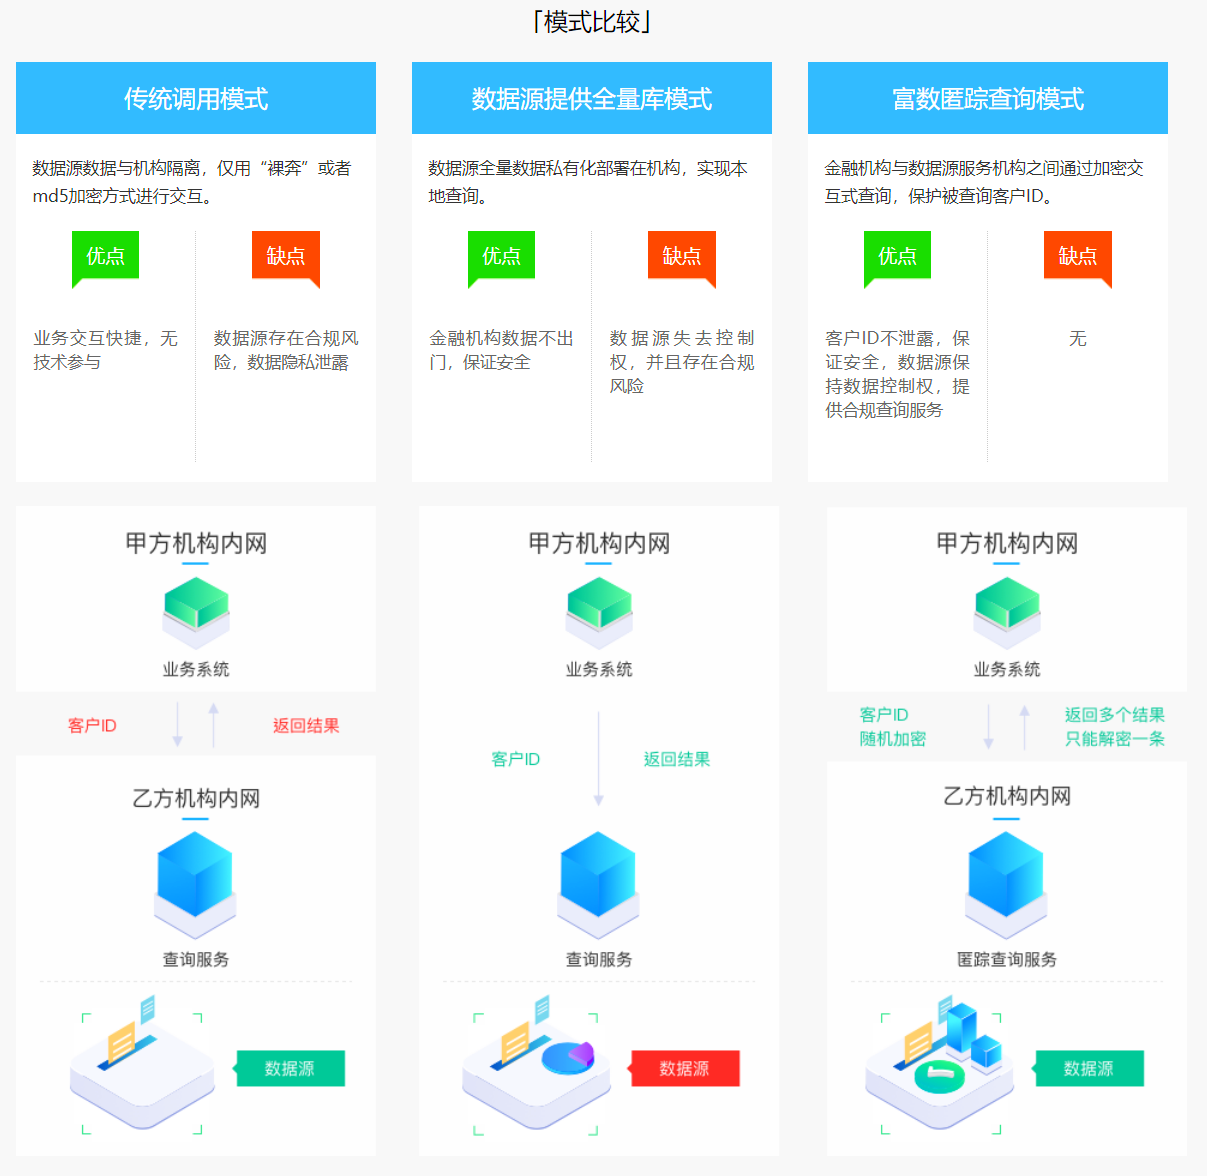 「模式比较」
传统调用模式
数据源数据与机构隔离，仅用“裸奔”或者
md5加密方式进行交互。
优点
缺点
业务交互快捷，无
技术参与
数据源存在合规风
险，数据隐私泄露
数据源提供全量库模式
数据源全量数据私有化部署在机构，实现本
地查询。
优点
缺点
金融机构数据不出
门，保证安全
数据源失去控制
权，并且存在合规
风险
富数匿踪查询模式
金融机构与数据源服务机构之间通过加密交
互式查询，保护被查询客户ID。
优点
缺点
客户ID不泄露，保
证安全，数据源保
持数据控制权，提
供合规查询服务
无
甲方机构内网
业务系统
客户ID
返回结果
乙方机构内网
查询服务
数据源
甲方机构内网
业务系统
客户ID
返回结果
查询服务
数据源
甲方机构内网
业务系统
客户ID
随机加密
返回多个结果
只能解密一条
乙方机构内网
匿踪查询服务
数据源